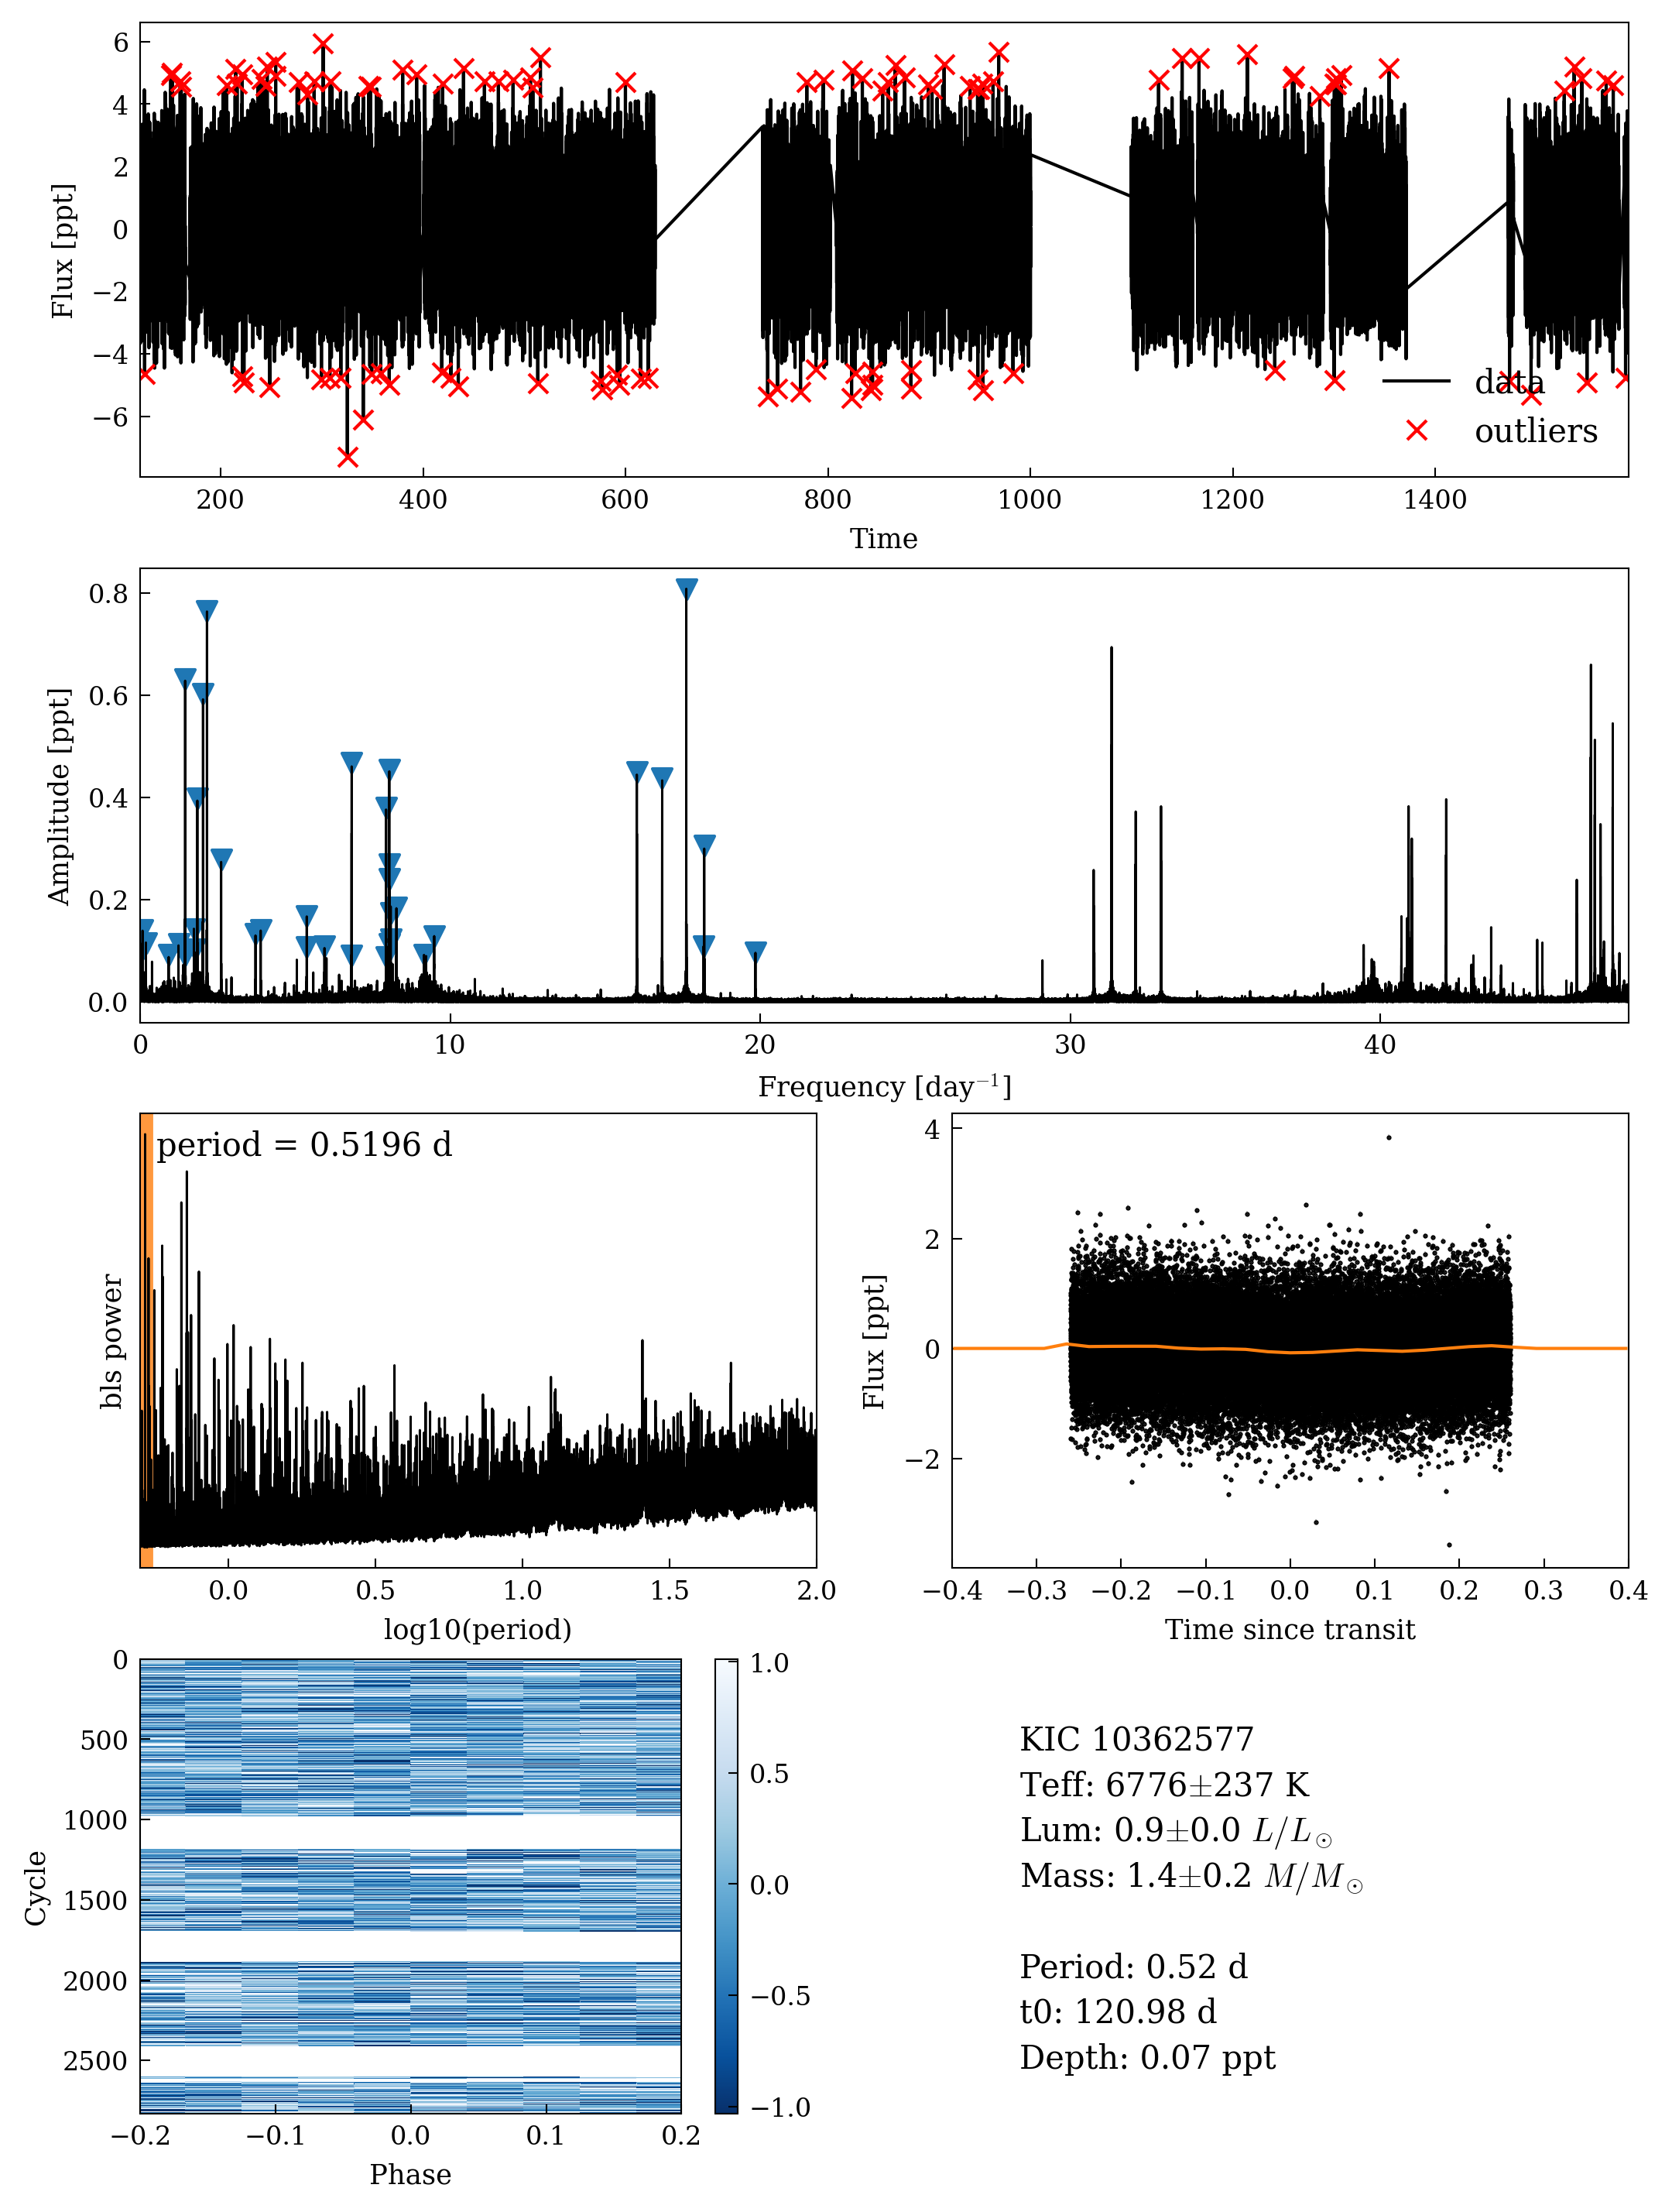 6
4
2
0
−2
−4
−6
Flux [ppt]
data
outliers
200 400 600 800 1000 1200 1400
Time
0.8
0.6
0.4
0.2
0.0
Amplitude [ppt]
0 10 20 30 40
Frequency [day⁻¹]
period = 0.5196 d
bls power
0.0 0.5 1.0 1.5 2.0
log10(period)
4
2
0
−2
Flux [ppt]
−0.4 −0.3 −0.2 −0.1 0.0 0.1 0.2 0.3 0.4
Time since transit
0
500
1000
1500
2000
2500
Cycle
−0.2 −0.1 0.0 0.1 0.2
Phase
1.0
0.5
0.0
−0.5
−1.0
KIC 10362577
Teff: 6776±237 K
Lum: 0.9±0.0 L/L⊙
Mass: 1.4±0.2 M/M⊙
Period: 0.52 d
t0: 120.98 d
Depth: 0.07 ppt